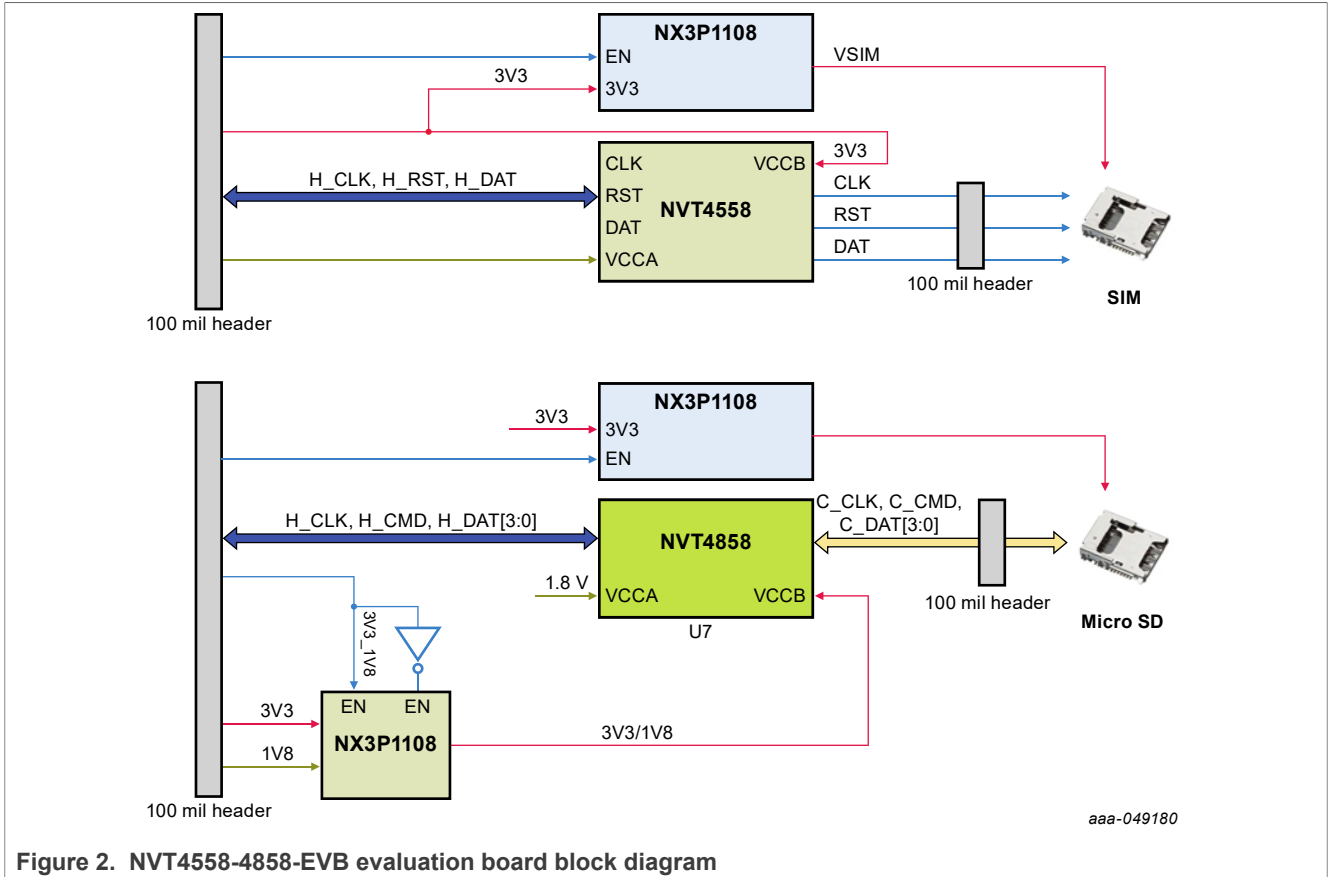 NX3P1108
EN
VSIM
3V3
3V3
CLK
VCCB
3V3
H_CLK, H_RST, H_DAT
RST
NVT4558
CLK
RST
DAT
DAT
VCCA
100 mil header
SIM
100 mil header
NX3P1108
3V3
3V3
EN
H_CLK, H_CMD, H_DAT[3:0]
C_CLK, C_CMD,
C_DAT[3:0]
NVT4858
1.8 V
VCCA
VCCB
100 mil header
U7
Micro SD
3V3_1V8
EN
EN
3V3
NX3P1108
3V3/1V8
1V8
100 mil header
aaa-049180
Figure 2. NVT4558-4858-EVB evaluation board block diagram